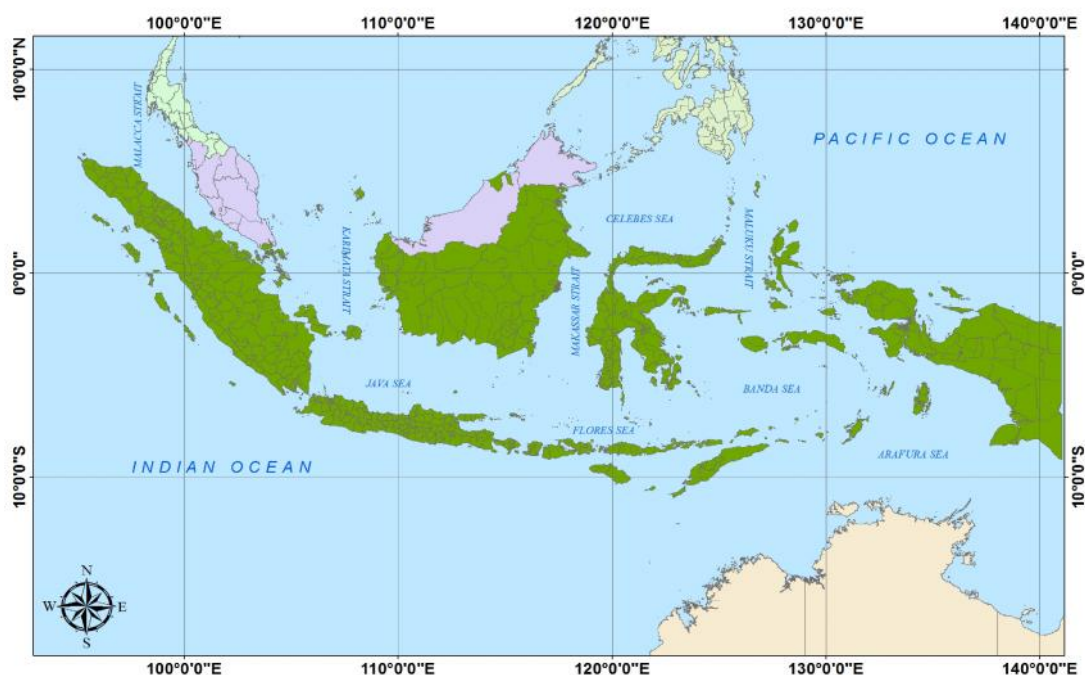 100°0'0"E 110°0'0"E 120°0'0"E 130°0'0"E 140°0'0"E
10°0'0"N
10°0'0"N
MALACCA STRAIT
PACIFIC OCEAN
CELEBES SEA
KARIMATA STRAIT
MALUKU STRAIT
0°0'0"
0°0'0"
MAKASSAR STRAIT
JAVA SEA
BANDA SEA
FLORES SEA
ARAFURA SEA
INDIAN OCEAN
10°0'0"S
10°0'0"S
N
W E
S
100°0'0"E 110°0'0"E 120°0'0"E 130°0'0"E 140°0'0"E